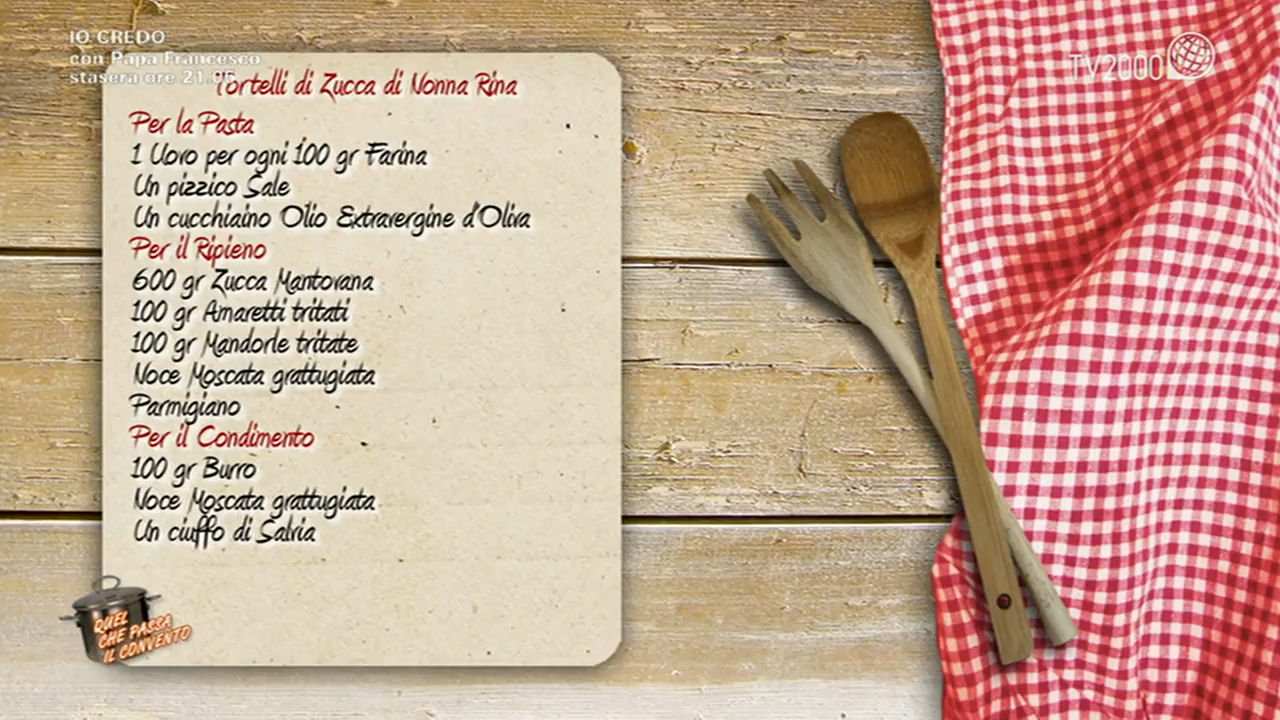 IO CREDO
con Papa Francesco
stasera ore 21.05
TV2000
Tortelli di Zucca di Nonna Rina
Per la Pasta
1 Uovo per ogni 100 gr Farina
Un pizzico Sale
Un cucchiaino Olio Extravergine d'Oliva
Per il Ripieno
600 gr Zucca Mantovana
100 gr Amaretti tritati
100 gr Mandorle tritate
Noce Moscata grattugiata
Parmigiano
Per il Condimento
100 gr Burro
Noce Moscata grattugiata
Un ciuffo di Salvia
QUEL
CHE PASSA
IL CONVENTO